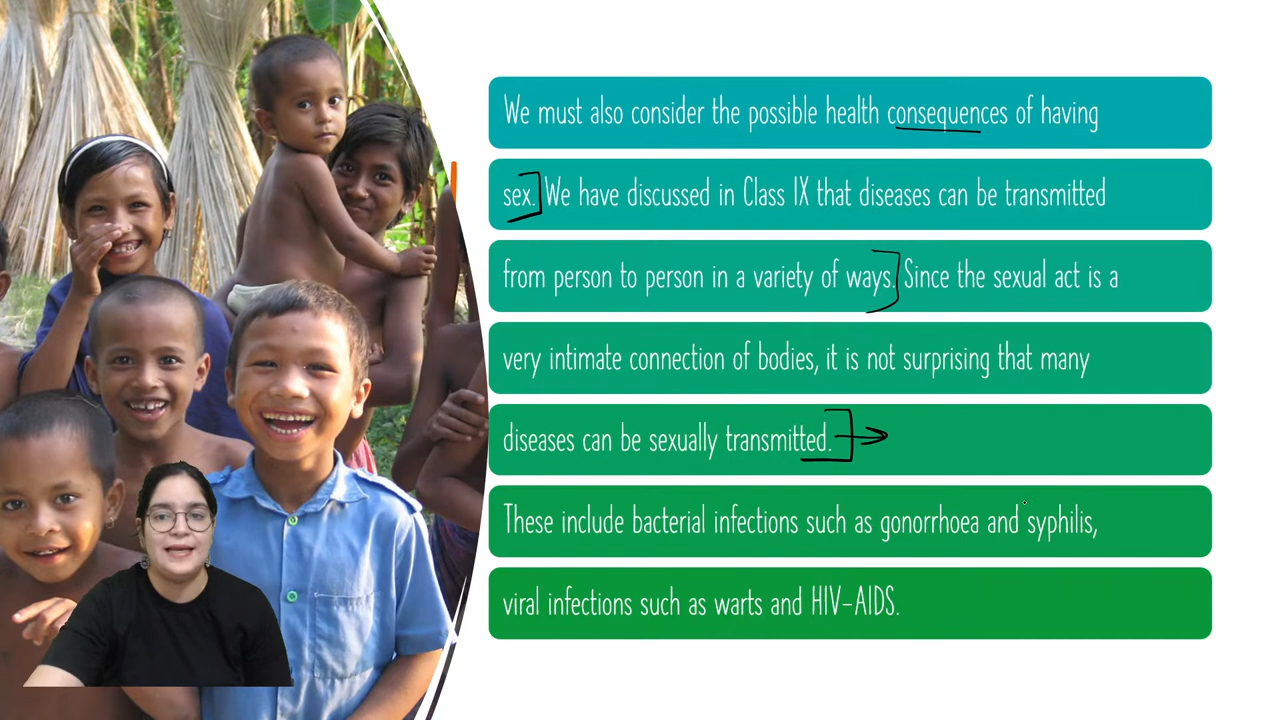 We must also consider the possible health consequences of having
sex. We have discussed in Class IX that diseases can be transmitted
from person to person in a variety of ways. Since the sexual act is a
very intimate connection of bodies, it is not surprising that many
diseases can be sexually transmitted.
These include bacterial infections such as gonorrhoea and syphilis,
viral infections such as warts and HIV-AIDS.